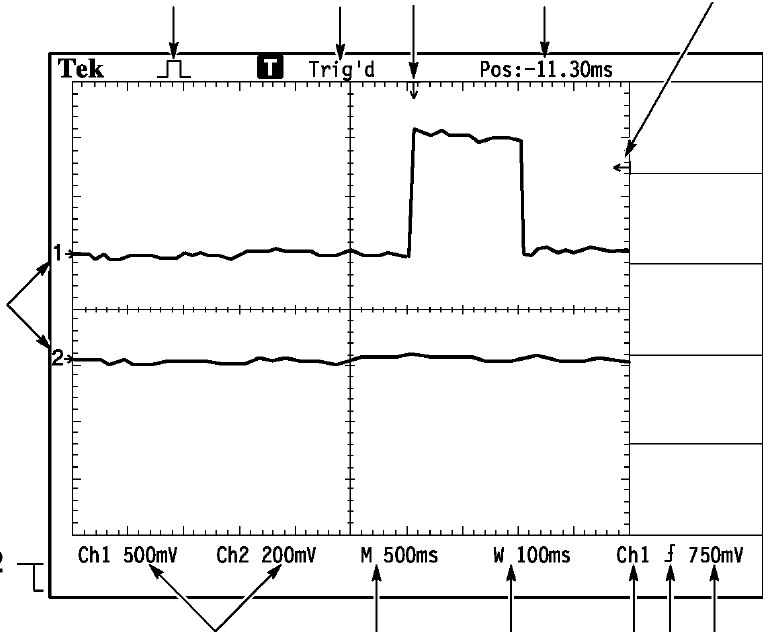 Tek T Trig'd Pos:-11.30ms
1
2
Ch1 500mV Ch2 200mV M 500ms W 100ms Ch1 750mV